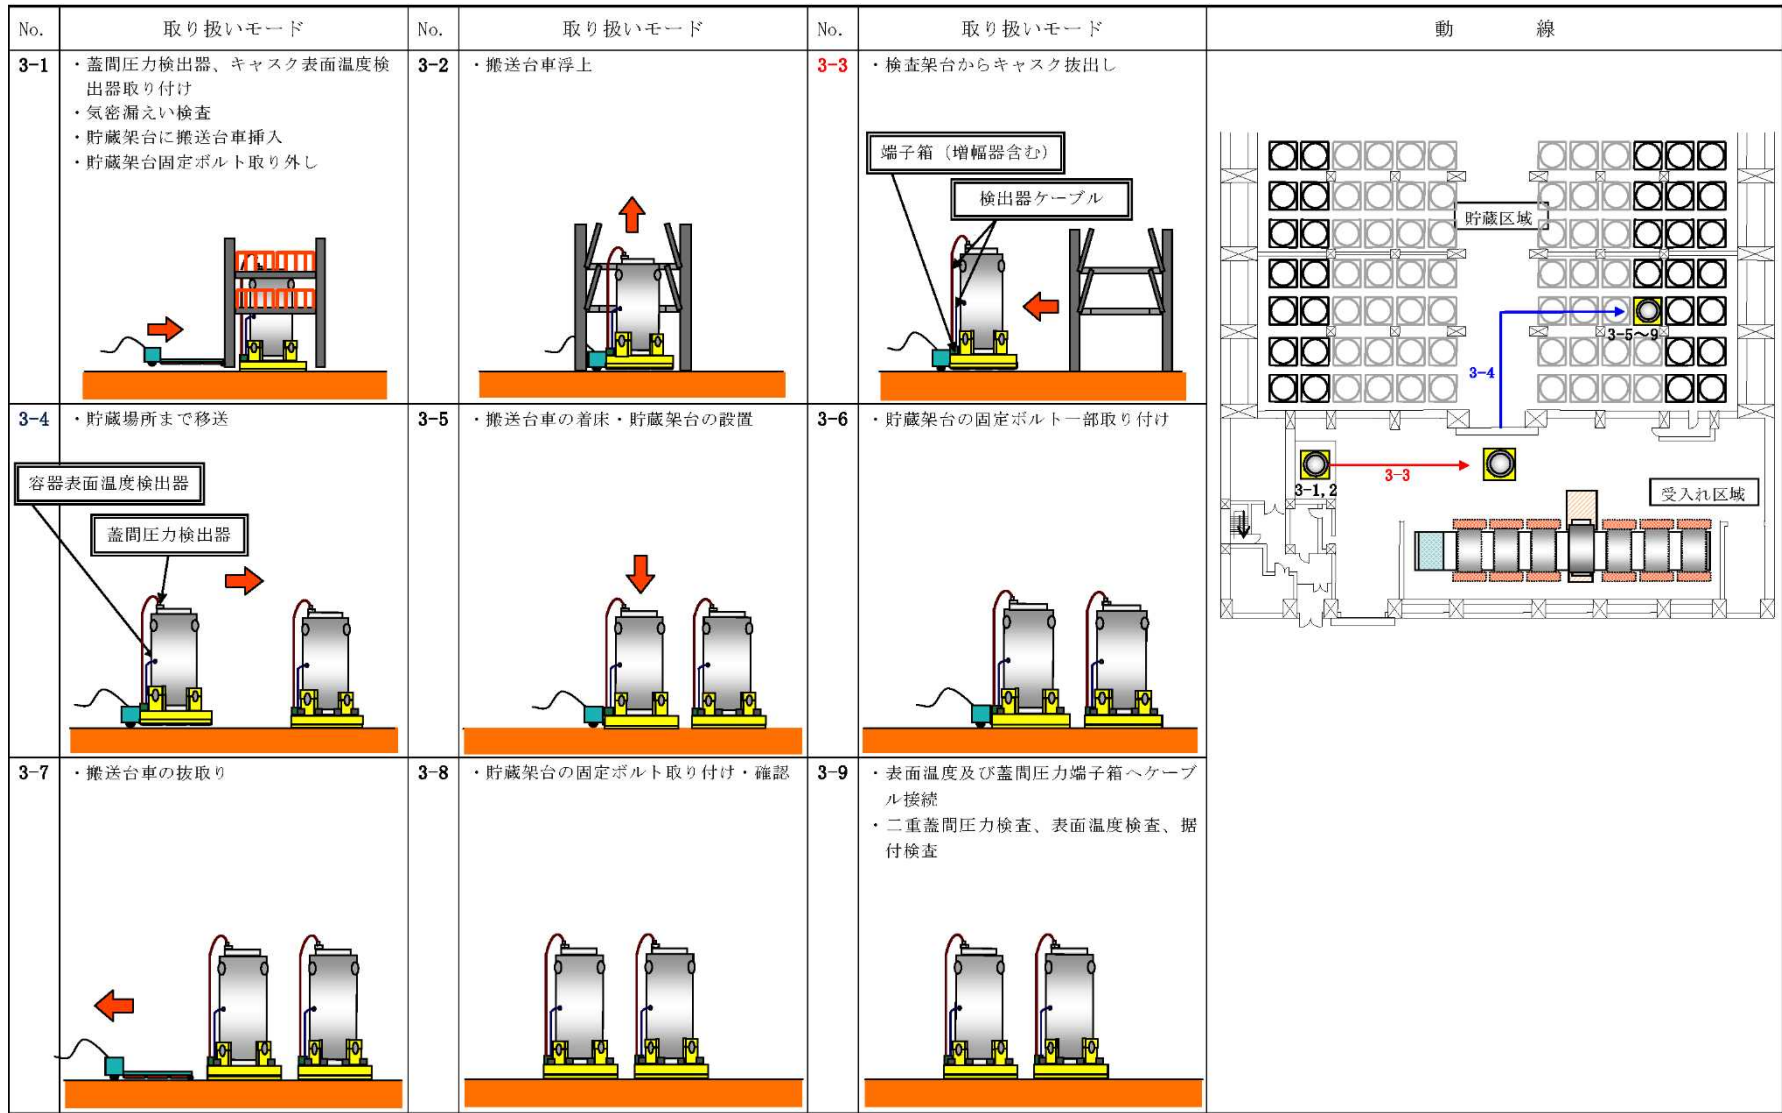 No. 取り扱いモード No. 取り扱いモード No. 取り扱いモード 動 線
3-1
・蓋間圧力検出器、キャスク表面温度検
出器取り付け
・気密漏えい検査
・貯蔵架台に搬送台車挿入
・貯蔵架台固定ボルト取り外し
3-2
・搬送台車浮上
3-3
・検査架台からキャスク抜出し
端子箱（増幅器含む）
検出器ケーブル
3-4
・貯蔵場所まで移送
容器表面温度検出器
蓋間圧力検出器
3-5
・搬送台車の着床・貯蔵架台の設置
3-6
・貯蔵架台の固定ボルト一部取り付け
3-7
・搬送台車の抜取り
3-8
・貯蔵架台の固定ボルト取り付け・確認
3-9
・表面温度及び蓋間圧力端子箱へケーブ
ル接続
・二重蓋間圧力検査、表面温度検査、据
付検査
貯蔵区域
3-5～9
3-4
3-3
3-1,2
受入れ区域